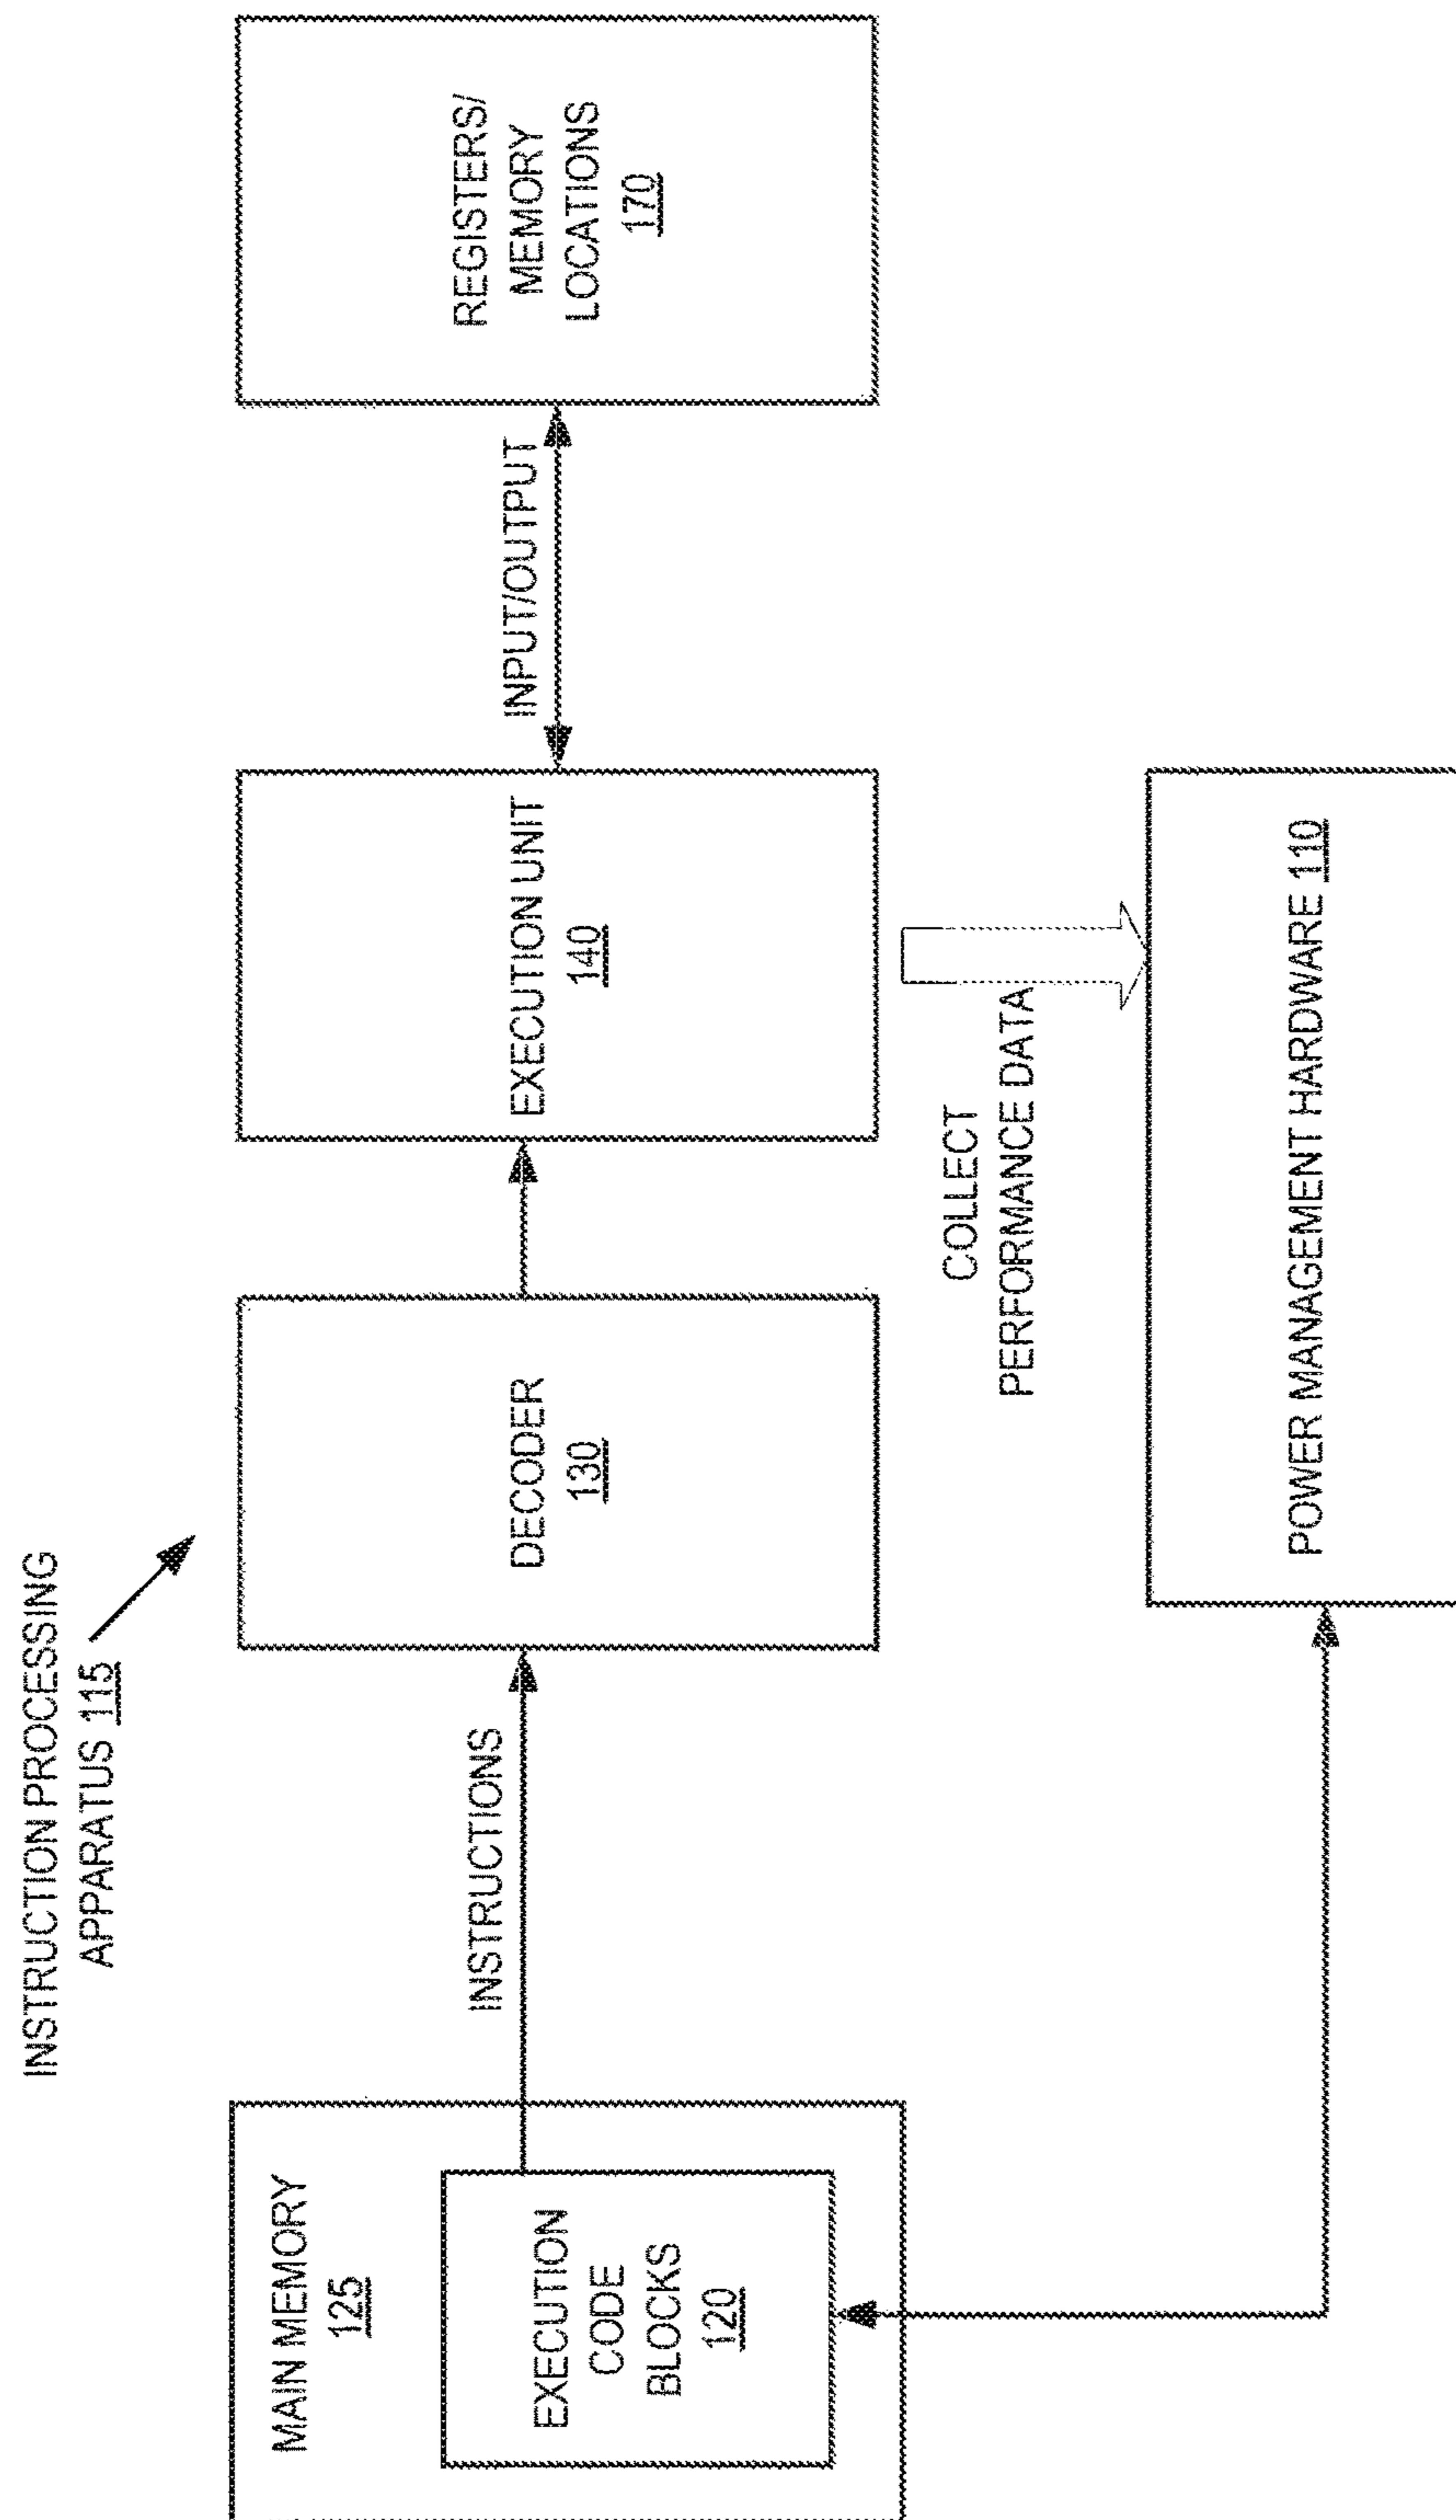 INSTRUCTION PROCESSING
APPARATUS 115
MAIN MEMORY
125
EXECUTION
CODE
BLOCKS
120
INSTRUCTIONS
DECODER
130
EXECUTION UNIT
140
INPUT/OUTPUT
REGISTERS/
MEMORY
LOCATIONS
170
COLLECT
PERFORMANCE DATA
POWER MANAGEMENT HARDWARE 110